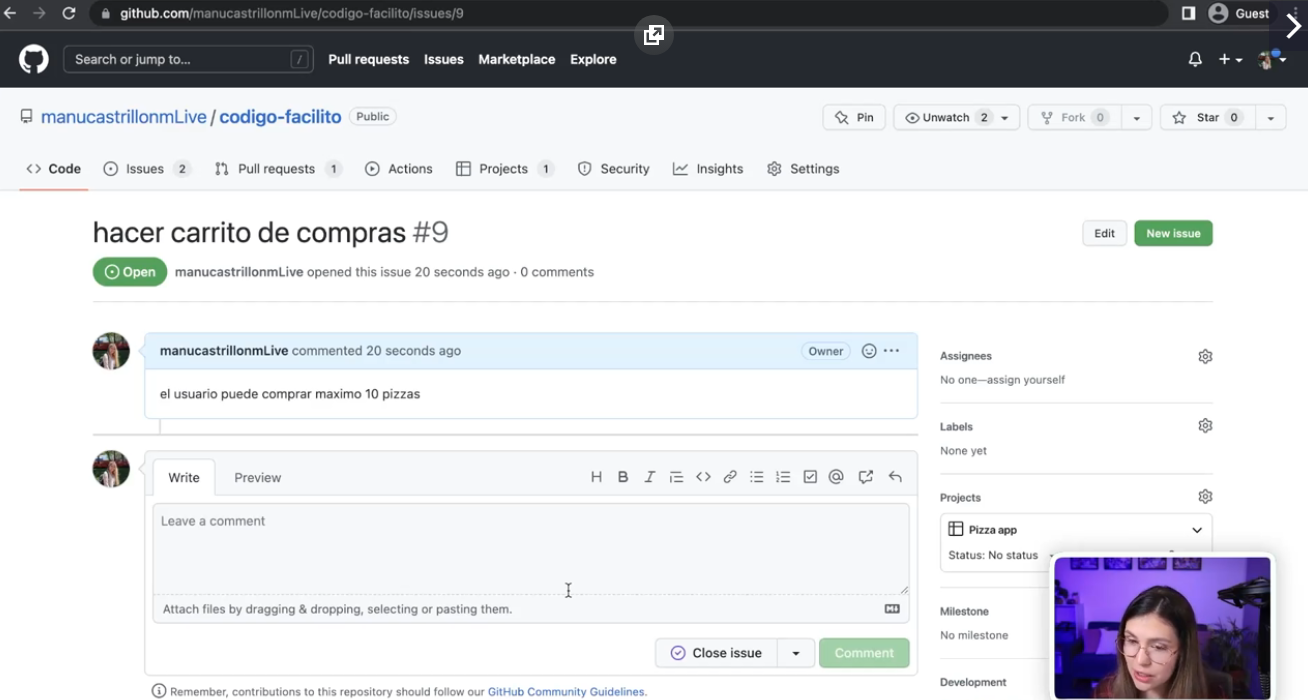 github.com/manucastrillonmLive/codigo-facilito/issues/9
Guest
Search or jump to...
/
Pull requests Issues Marketplace Explore
manucastrillonmLive / codigo-facilito Public
Pin
Unwatch 2
Fork 0
Star 0
Code
Issues 2
Pull requests 1
Actions
Projects 1
Security
Insights
Settings
hacer carrito de compras #9
Edit
New issue
Open
manucastrillonmLive opened this issue 20 seconds ago · 0 comments
manucastrillonmLive commented 20 seconds ago
Owner
el usuario puede comprar maximo 10 pizzas
Assignees
No one—assign yourself
Labels
None yet
Projects
Pizza app
Status: No status
Milestone
No milestone
Development
Write
Preview
Leave a comment
Attach files by dragging & dropping, selecting or pasting them.
Close issue
Comment
Remember, contributions to this repository should follow our GitHub Community Guidelines.